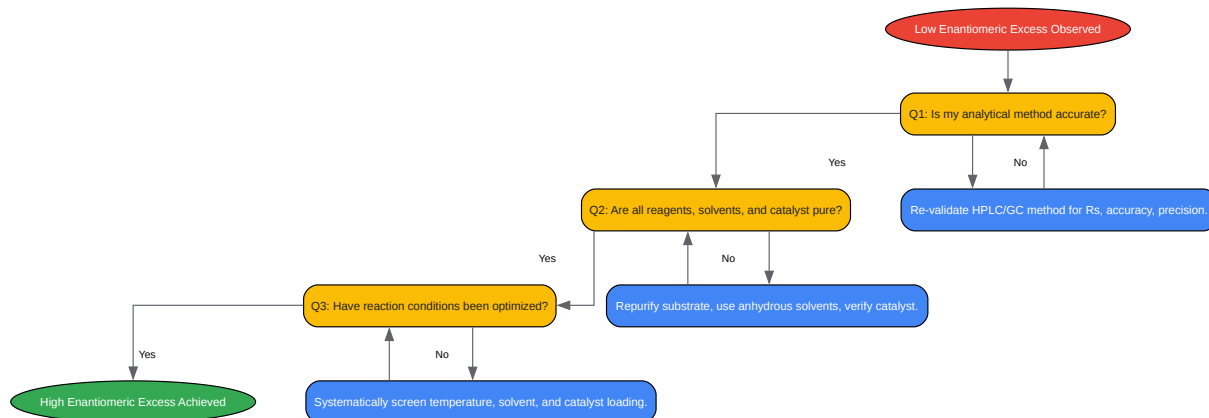 Low Enantiomeric Excess Observed
Q1: Is my analytical method accurate?
Yes
No
Q2: Are all reagents, solvents, and catalyst pure?
Re-validate HPLC/GC method for Rs, accuracy, precision.
Yes
No
Q3: Have reaction conditions been optimized?
Repurify substrate, use anhydrous solvents, verify catalyst.
Yes
No
High Enantiomeric Excess Achieved
Systematically screen temperature, solvent, and catalyst loading.